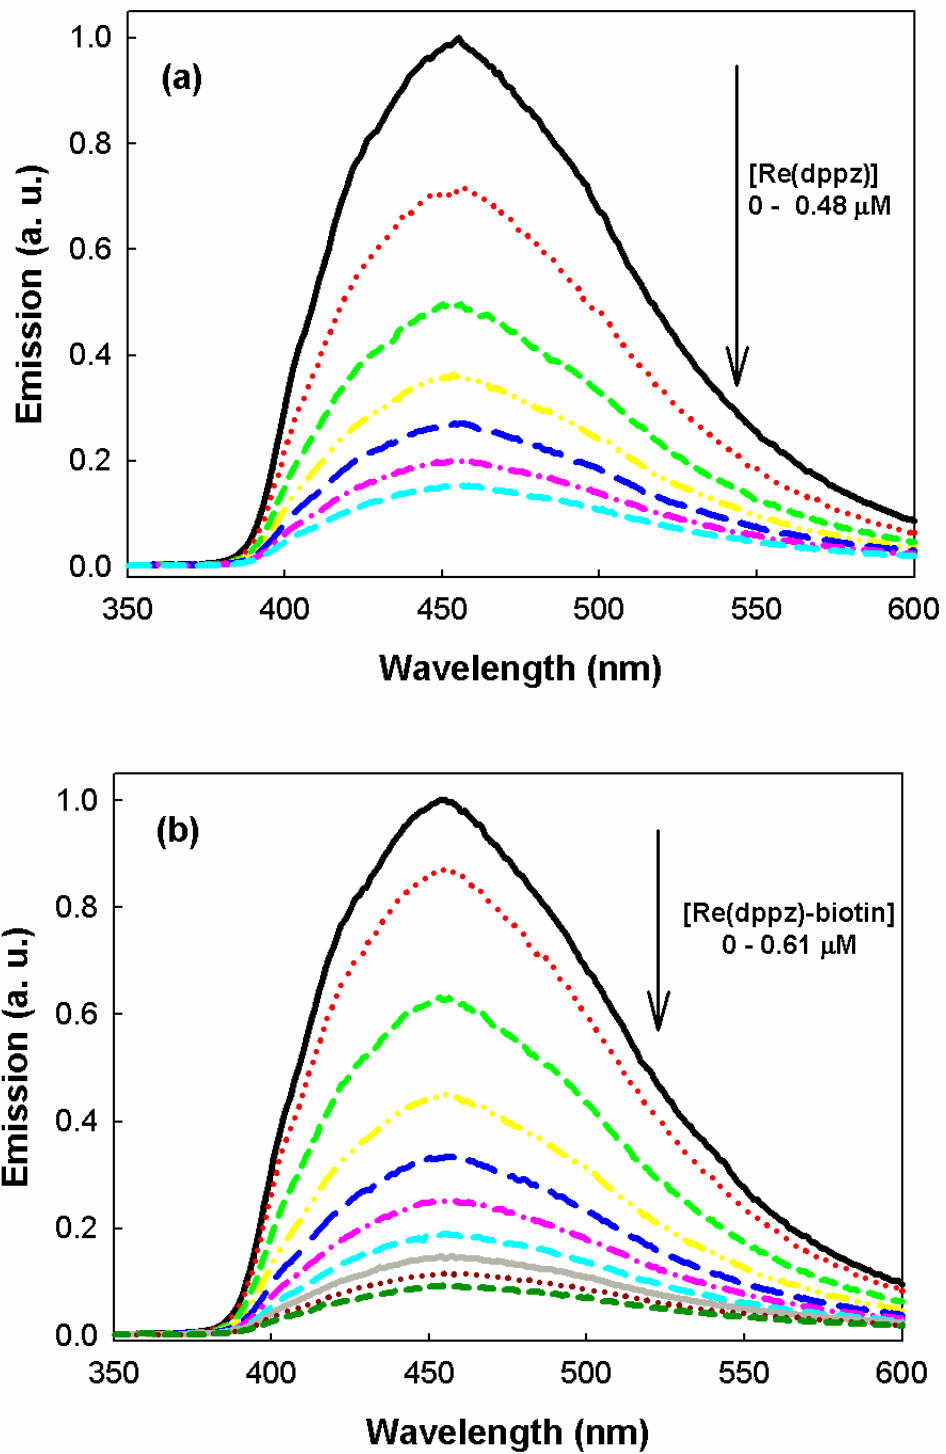 (a)
1.0
0.8
0.6
0.4
0.2
0.0
Emission (a. u.)
[Re(dppz)]
0 - 0.48 μM
350 400 450 500 550 600
Wavelength (nm)
(b)
1.0
0.8
0.6
0.4
0.2
0.0
Emission (a. u.)
[Re(dppz)-biotin]
0 - 0.61 μM
350 400 450 500 550 600
Wavelength (nm)